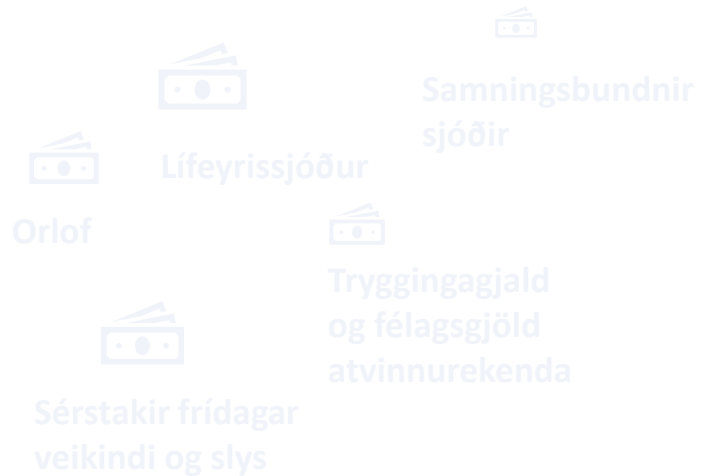 Samningsbundnir
sjóðir
Lífeyrissjóður
Orlof
Tryggingagjald
og félagsgjöld
atvinnurekenda
Sérstakir frídagar
veikindi og slys